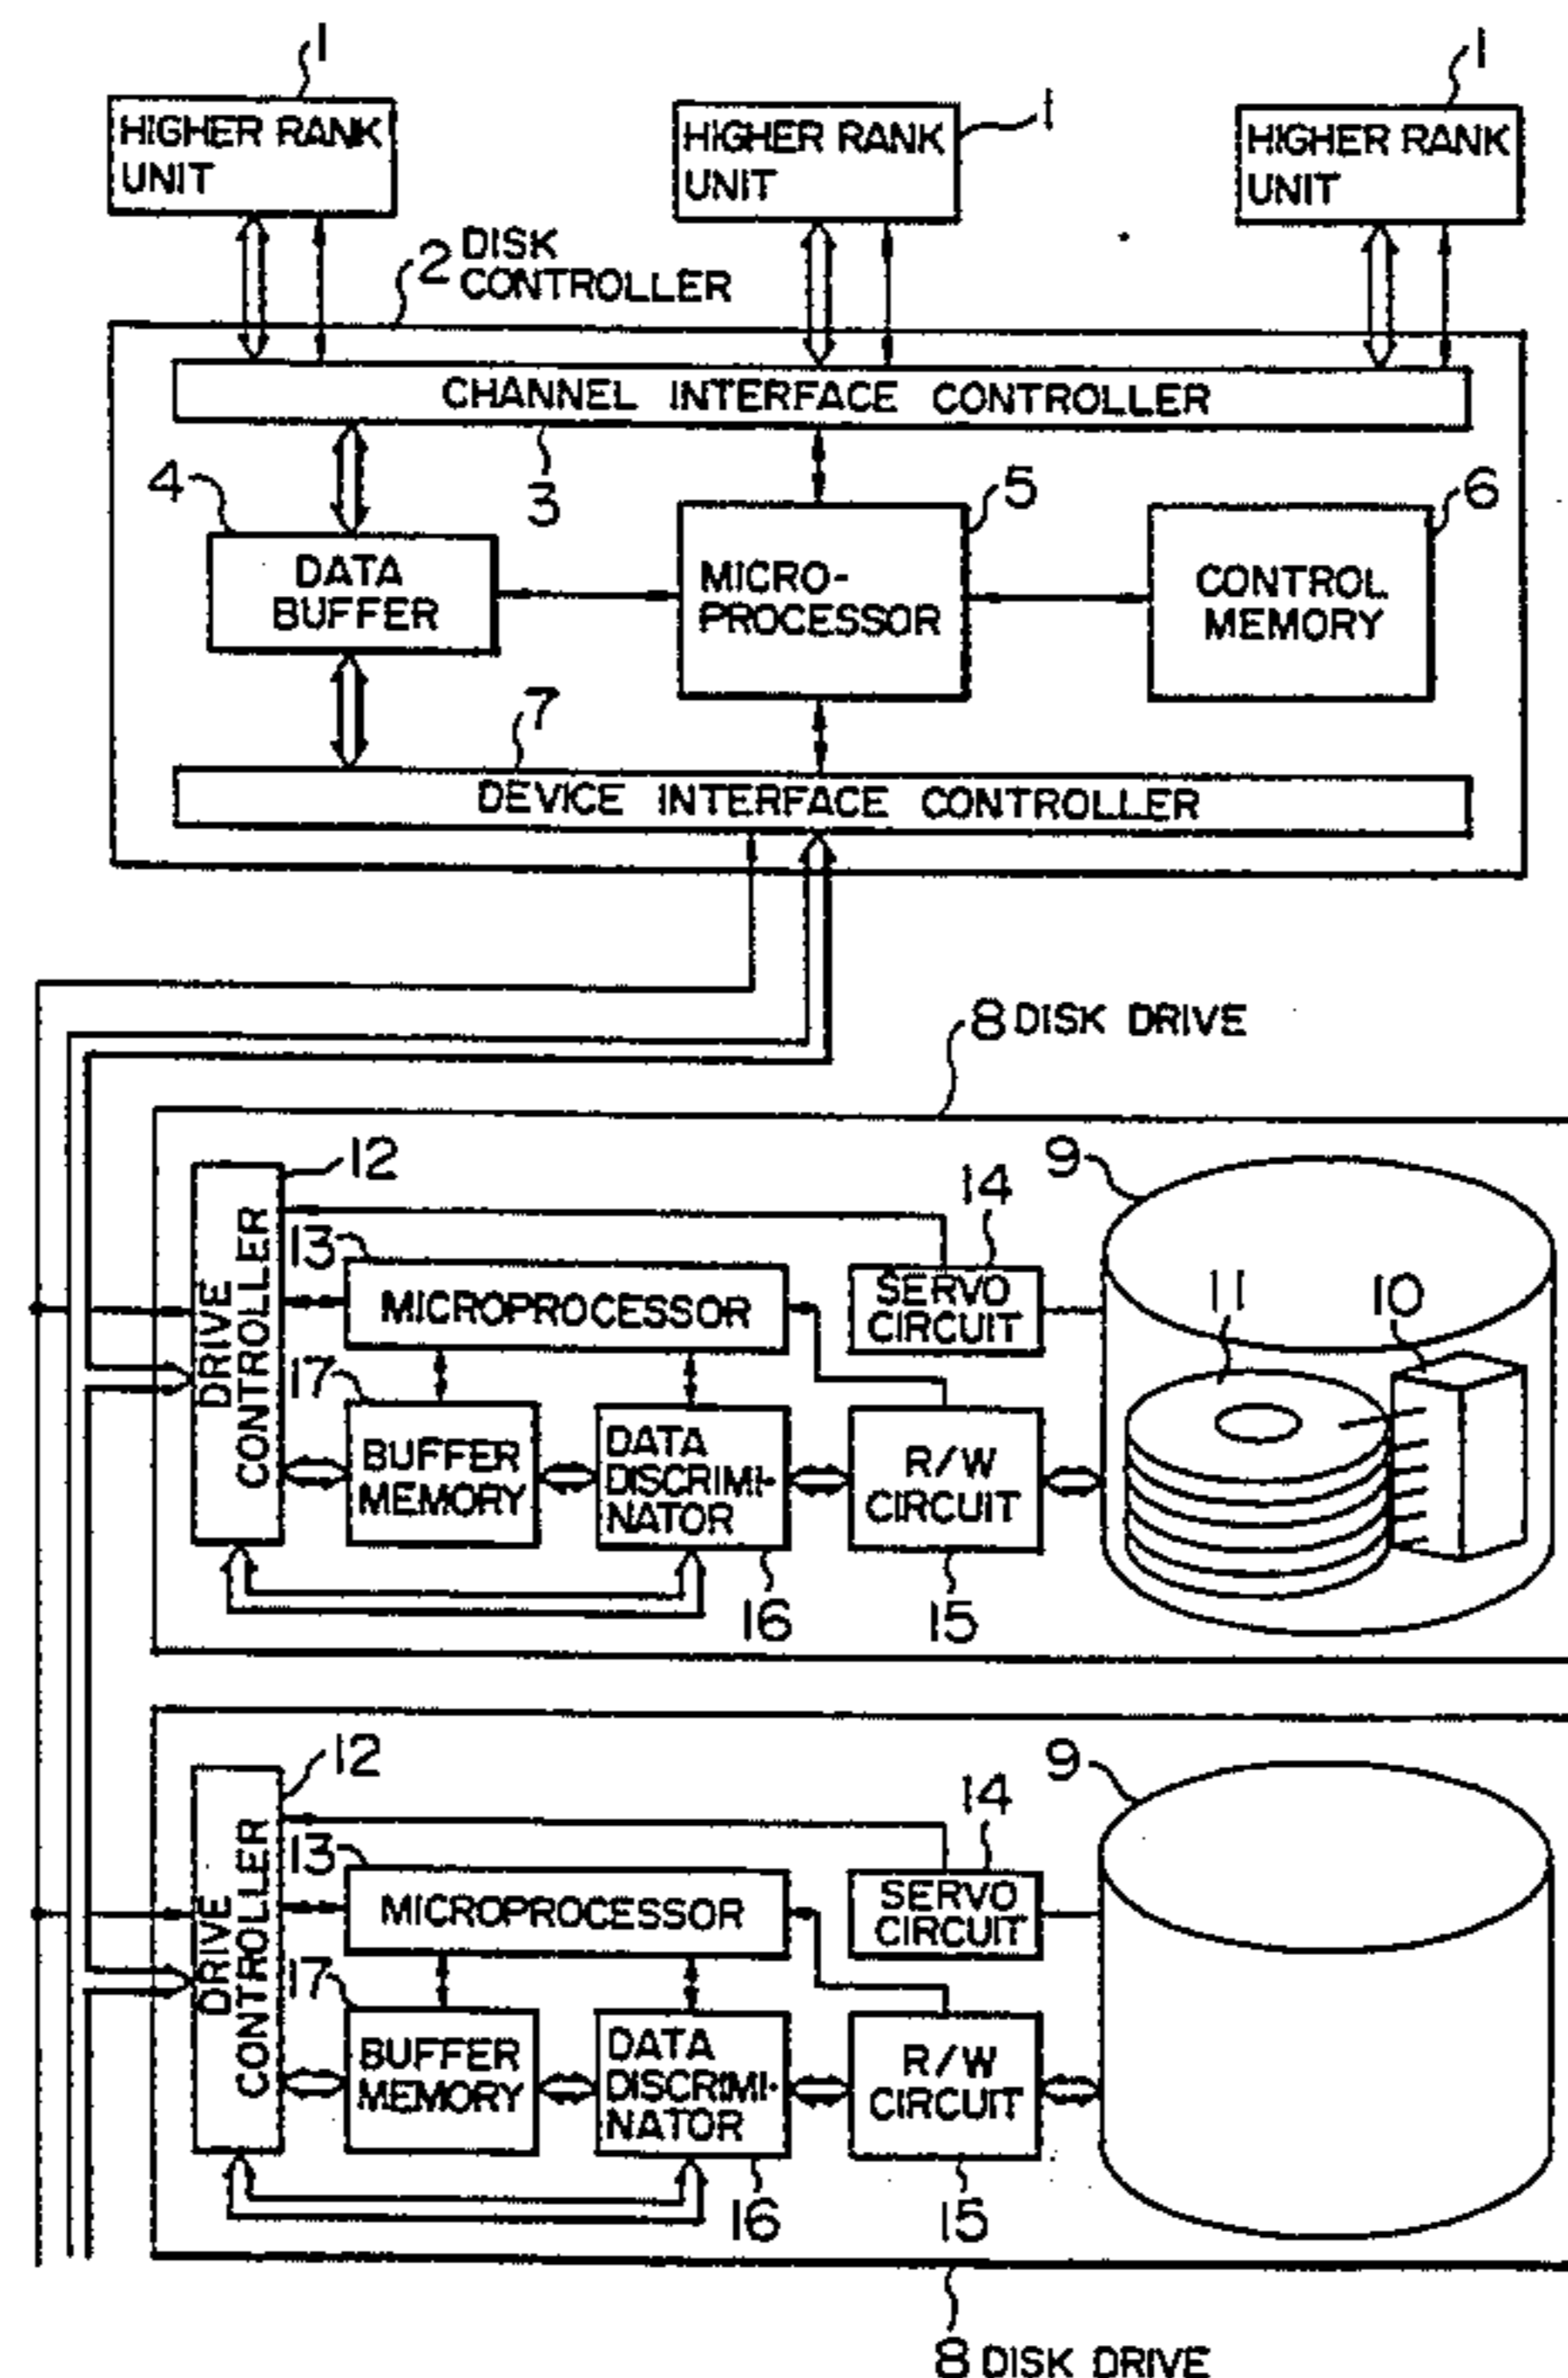 1
1
1
HIGHER RANK
UNIT
HIGHER RANK
UNIT
HIGHER RANK
UNIT
2 DISK
CONTROLLER
CHANNEL INTERFACE CONTROLLER
3
4
5
6
DATA
BUFFER
MICRO-
PROCESSOR
CONTROL
MEMORY
7
DEVICE INTERFACE CONTROLLER
8 DISK DRIVE
12
14
9
13
DRIVE
CONTROLLER
MICROPROCESSOR
SERVO
CIRCUIT
11
10
17
BUFFER
MEMORY
DATA
DISCRIMI-
NATOR
R/W
CIRCUIT
16
15
12
14
9
13
DRIVE
CONTROLLER
MICROPROCESSOR
SERVO
CIRCUIT
17
BUFFER
MEMORY
DATA
DISCRIMI-
NATOR
R/W
CIRCUIT
16
15
8 DISK DRIVE